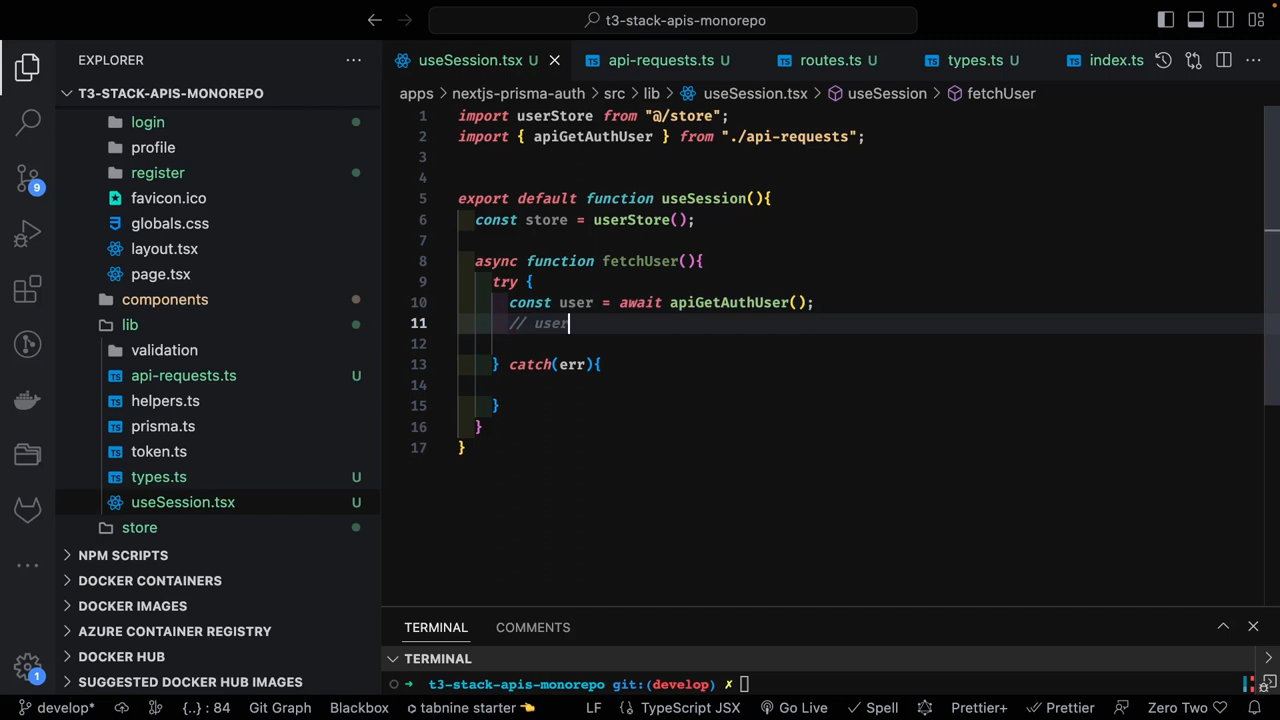 t3-stack-apis-monorepo
EXPLORER
useSession.tsx U
api-requests.ts U
routes.ts U
types.ts U
index.ts
T3-STACK-APIS-MONOREPO
apps > nextjs-prisma-auth > src > lib > useSession.tsx > useSession > fetchUser
login
profile
register
favicon.ico
globals.css
layout.tsx
page.tsx
components
lib
validation
api-requests.ts U
helpers.ts
prisma.ts
token.ts
types.ts U
useSession.tsx U
store
NPM SCRIPTS
DOCKER CONTAINERS
DOCKER IMAGES
AZURE CONTAINER REGISTRY
DOCKER HUB
SUGGESTED DOCKER HUB IMAGES
9
1
1 import userStore from "@/store";
2 import { apiGetAuthUser } from "./api-requests";
3
4
5 export default function useSession(){
6 const store = userStore();
7
8 async function fetchUser(){
9 try {
10 const user = await apiGetAuthUser();
11 // user
12
13 } catch(err){
14
15 }
16 }
17 }
TERMINAL COMMENTS
TERMINAL
t3-stack-apis-monorepo git:(develop) ✗
develop* {..} : 84 Git Graph Blackbox tabnine starter 👈 LF TypeScript JSX Go Live Spell Prettier+ Prettier Zero Two